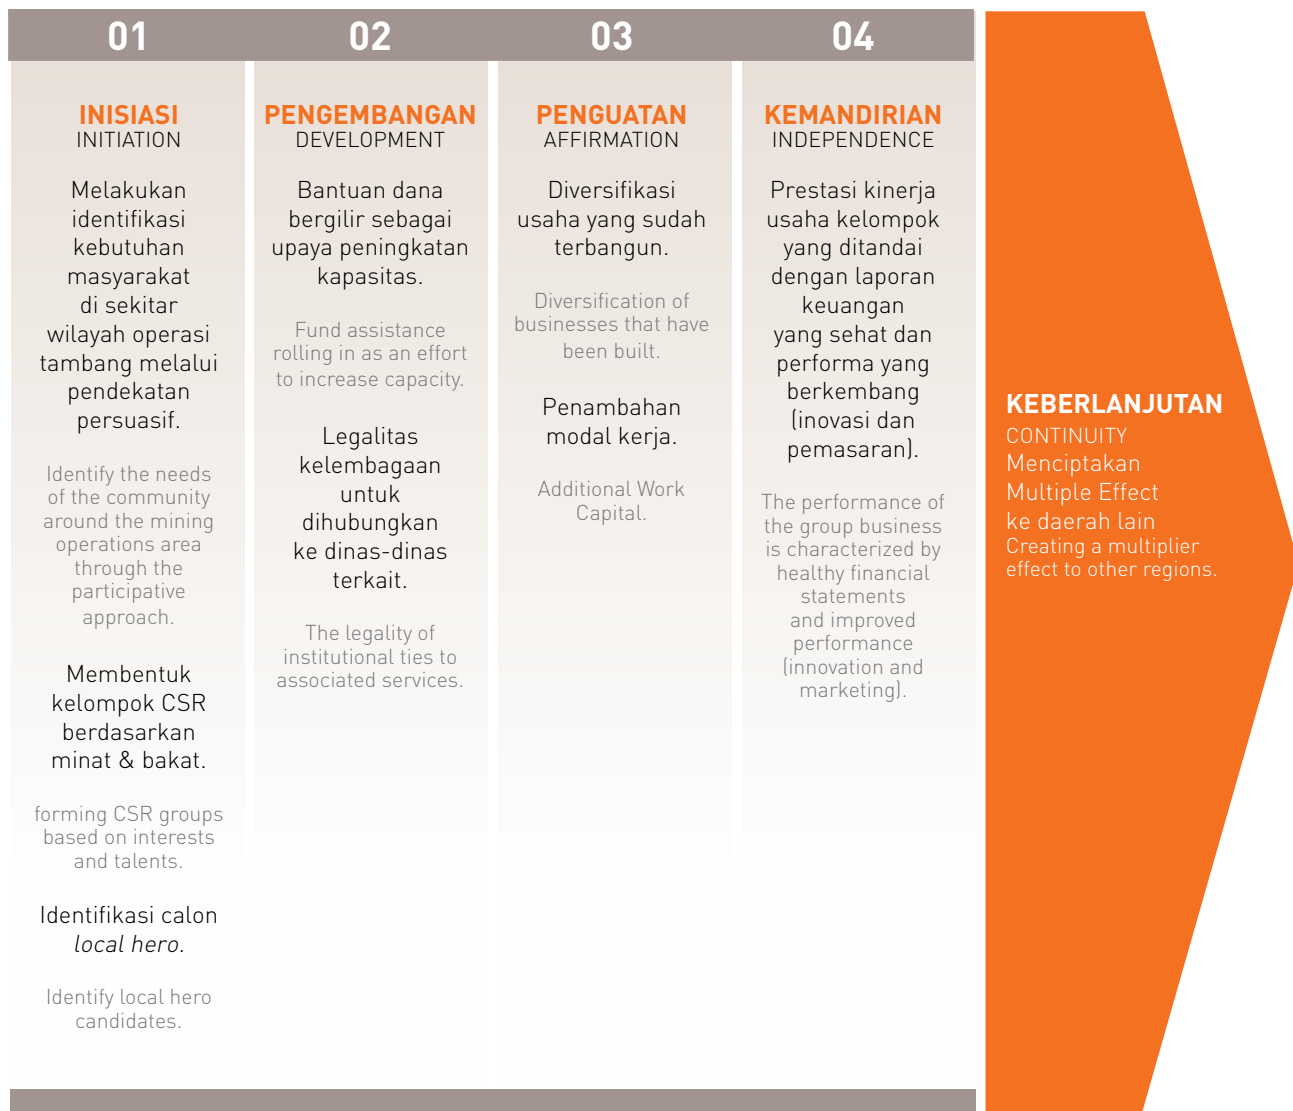 01
INISIASI
INITIATION
Melakukan
identifikasi
kebutuhan
masyarakat
di sekitar
wilayah operasi
tambang melalui
pendekatan
persuasif.
Identify the needs
of the community
around the mining
operations area
through the
participative
approach.
Membentuk
kelompok CSR
berdasarkan
minat & bakat.
forming CSR groups
based on interests
and talents.
Identifikasi calon
local hero.
Identify local hero
candidates.
02
PENGEMBANGAN
DEVELOPMENT
Bantuan dana
bergilir sebagai
upaya peningkatan
kapasitas.
Fund assistance
rolling in as an effort
to increase capacity.
Legalitas
kelembagaan
untuk
dihubungkan
ke dinas-dinas
terkait.
The legality of
institutional ties to
associated services.
03
PENGUATAN
AFFIRMATION
Diversifikasi
usaha yang sudah
terbangun.
Diversification of
businesses that have
been built.
Penambahan
modal kerja.
Additional Work
Capital.
04
KEMANDIRIAN
INDEPENDENCE
Prestasi kinerja
usaha kelompok
yang ditandai
dengan laporan
keuangan
yang sehat dan
performa yang
berkembang
(inovasi dan
pemasaran).
The performance of
the group business
is characterized by
healthy financial
statements
and improved
performance
(innovation and
marketing).
KEBERLANJUTAN
CONTINUITY
Menciptakan
Multiple Effect
ke daerah lain
Creating a multiplier
effect to other regions.